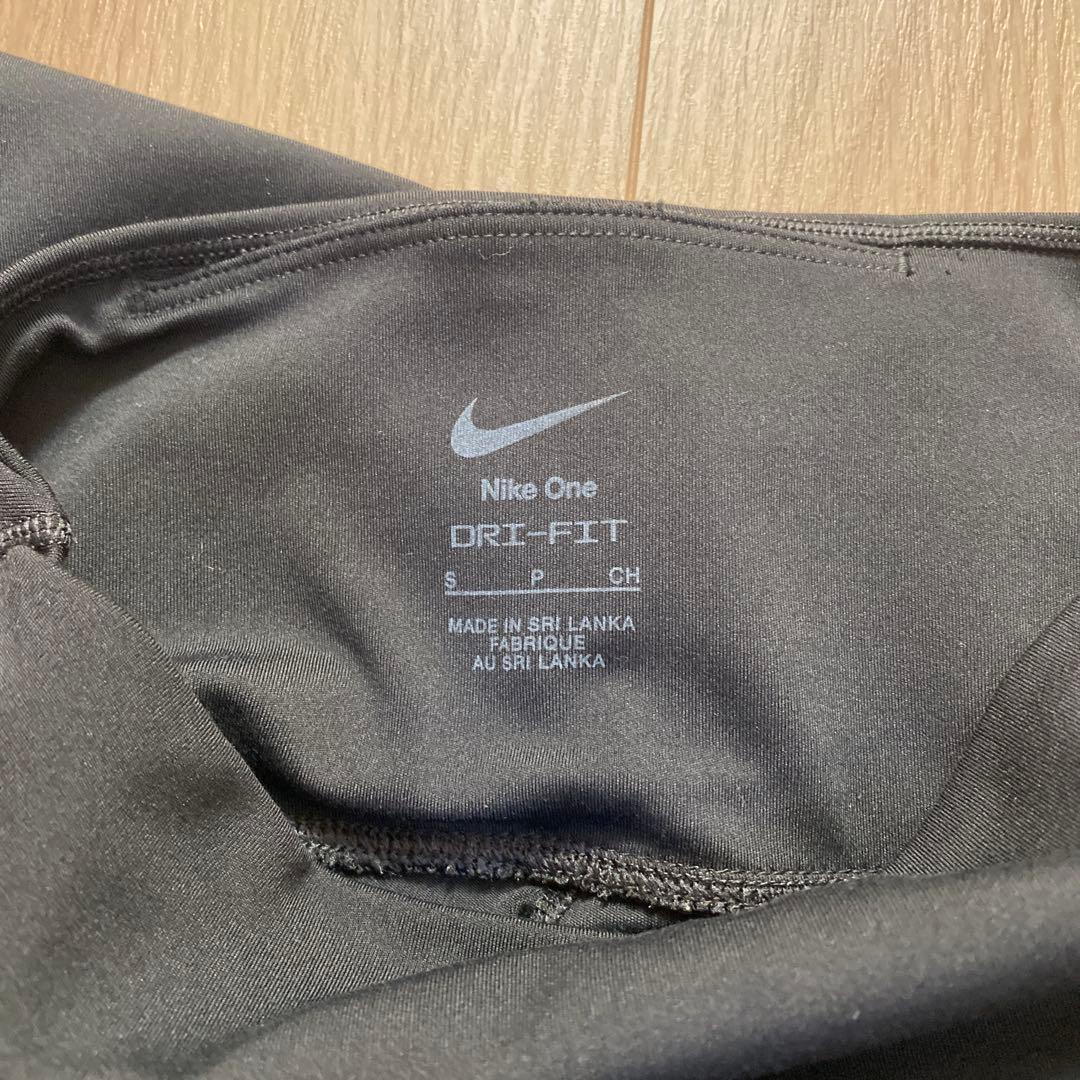 Nike One
DRI-FIT
S P CH
MADE IN SRI LANKA
FABRIQUE
AU SRI LANKA